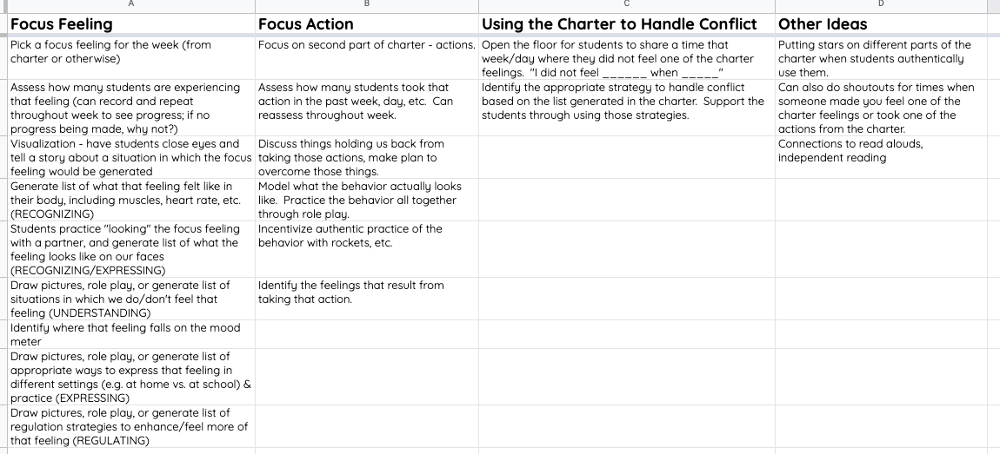 A B C D
Focus Feeling
Focus Action
Using the Charter to Handle Conflict
Other Ideas
Pick a focus feeling for the week (from
charter or otherwise)
Focus on second part of charter - actions.
Open the floor for students to share a time that
week/day where they did not feel one of the charter
feelings.  "I did not feel ______ when _____"
Putting stars on different parts of the
charter when students authentically
use them.
Assess how many students are experiencing
that feeling (can record and repeat
throughout week to see progress; if no
progress being made, why not?)
Assess how many students took that
action in the past week, day, etc.  Can
reassess throughout week.
Identify the appropriate strategy to handle conflict
based on the list generated in the charter.  Support the
students through using those strategies.
Can also do shoutouts for times when
someone made you feel one of the
charter feelings or took one of the
actions from the charter.
Visualization - have students close eyes and
tell a story about a situation in which the focus
feeling would be generated
Discuss things holding us back from
taking those actions, make plan to
overcome those things.
Connections to read alouds,
independent reading
Generate list of what that feeling felt like in
their body, including muscles, heart rate, etc.
(RECOGNIZING)
Model what the behavior actually looks
like.  Practice the behavior all together
through role play.
Students practice "looking" the focus feeling
with a partner, and generate list of what the
feeling looks like on our faces
(RECOGNIZING/EXPRESSING)
Incentivize authentic practice of the
behavior with rockets, etc.
Draw pictures, role play, or generate list of
situations in which we do/don't feel that
feeling (UNDERSTANDING)
Identify the feelings that result from
taking that action.
Identify where that feeling falls on the mood
meter
Draw pictures, role play, or generate list of
appropriate ways to express that feeling in
different settings (e.g. at home vs. at school) &
practice (EXPRESSING)
Draw pictures, role play, or generate list of
regulation strategies to enhance/feel more of
that feeling (REGULATING)